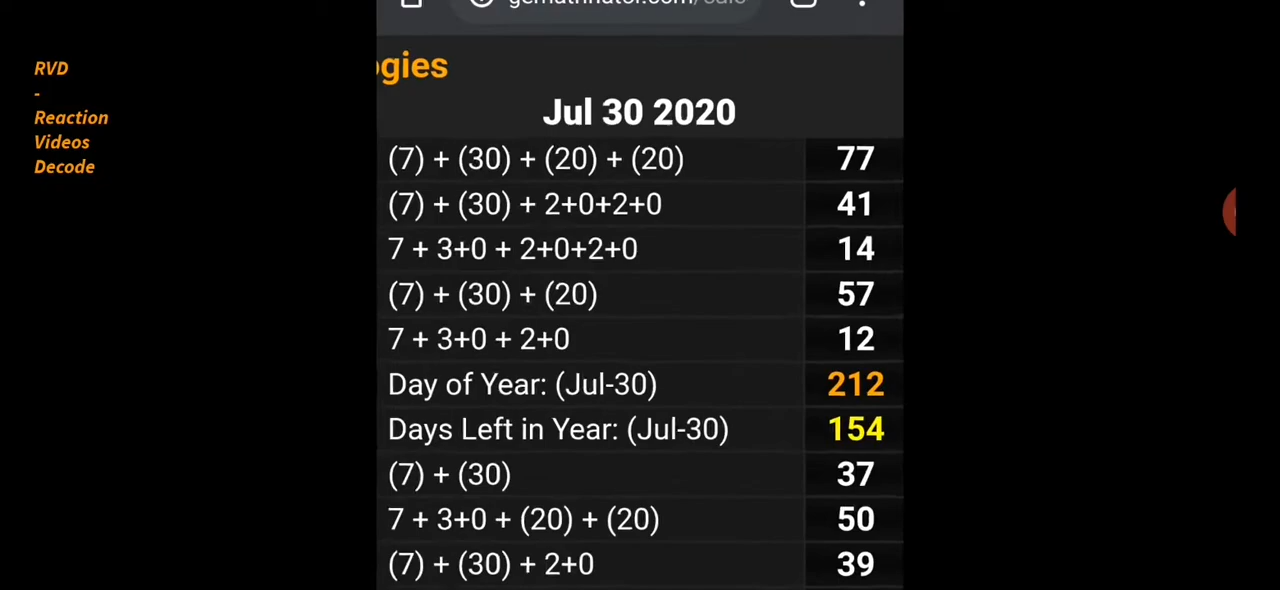 RVD
-
Reaction
Videos
Decode
Jul 30 2020
(7) + (30) + (20) + (20) 77
(7) + (30) + 2+0+2+0 41
7 + 3+0 + 2+0+2+0 14
(7) + (30) + (20) 57
7 + 3+0 + 2+0 12
Day of Year: (Jul-30) 212
Days Left in Year: (Jul-30) 154
(7) + (30) 37
7 + 3+0 + (20) + (20) 50
(7) + (30) + 2+0 39